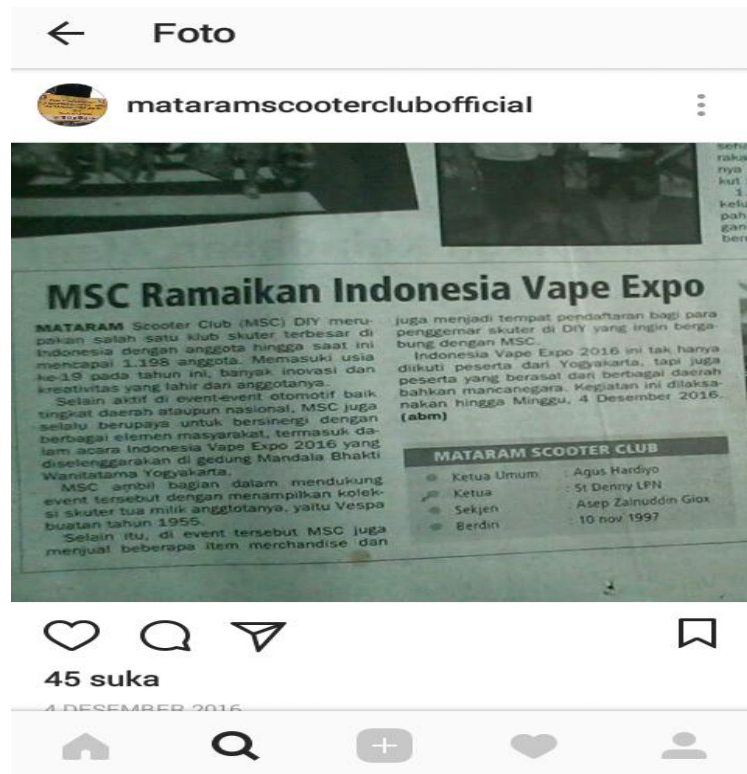 Foto
mataramscooterclubofficial
MSC Ramaikan Indonesia Vape Expo
MATARAM Scooter Club (MSC) DIY meru-
pakan salah satu klub skuter terbesar di
Indonesia dengan anggota hingga saat ini
mencapai 1.198 anggota. Memasuki usia
ke-19 pada tahun ini, banyak inovasi dan
kreativitas yang lahir dari anggotanya.
Selain aktif di event-event otomotif baik
tingkat daerah ataupun nasional, MSC juga
selalu berupaya untuk bersinergi dengan
berbagai elemen masyarakat, termasuk da-
lam acara Indonesia Vape Expo 2016 yang
diselenggarakan di gedung Mandala Bhakti
Wanitatama Yogyakarta.
MSC ambil bagian dalam mendukung
event tersebut dengan menampilkan kolek-
si skuter tua milik anggtotanya, yaitu Vespa
buatan tahun 1955.
Selain itu, di event tersebut MSC juga
menjual beberapa item merchandise dan
juga menjadi tempat pendaftaran bagi para
penggemar skuter di DIY yang ingin berga-
bung dengan MSC.
Indonesia Vape Expo 2016 ini tak hanya
diikuti peserta dari Yogyakarta, tapi juga
peserta yang berasal dari berbagai daerah
bahkan mancanegara. Kegiatan ini dilaksa-
nakan hingga Minggu, 4 Desember 2016.
(abm)
MATARAM SCOOTER CLUB
Ketua Umum : Agus Hardiyo
Ketua : St Denny LPN
Sekjen : Asep Zainuddin Giox
Berdiri : 10 nov 1997
45 suka
4 DESEMBER 2016